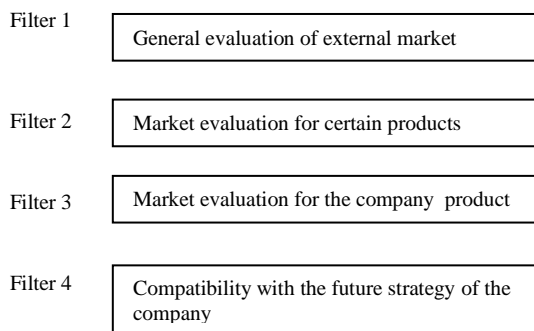 Filter 1
General evaluation of external market
Filter 2
Market evaluation for certain products
Filter 3
Market evaluation for the company product
Filter 4
Compatibility with the future strategy of the
company